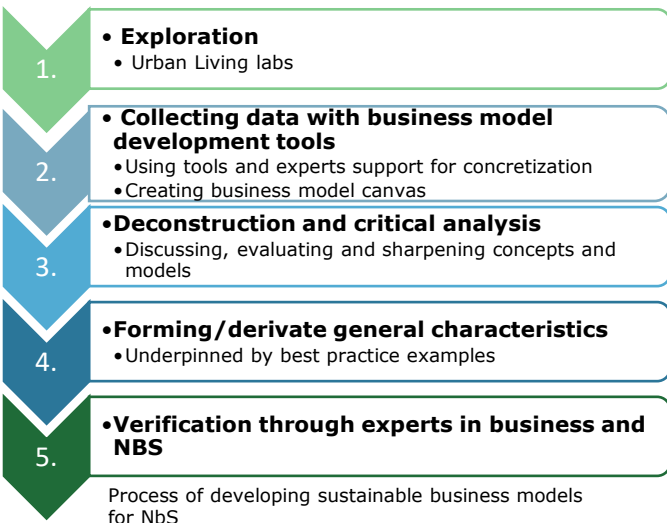 1.
• Exploration
• Urban Living labs
2.
• Collecting data with business model
development tools
•Using tools and experts support for concretization
•Creating business model canvas
3.
•Deconstruction and critical analysis
•Discussing, evaluating and sharpening concepts and
models
4.
•Forming/derivate general characteristics
•Underpinned by best practice examples
5.
•Verification through experts in business and
NBS
Process of developing sustainable business models
for NbS